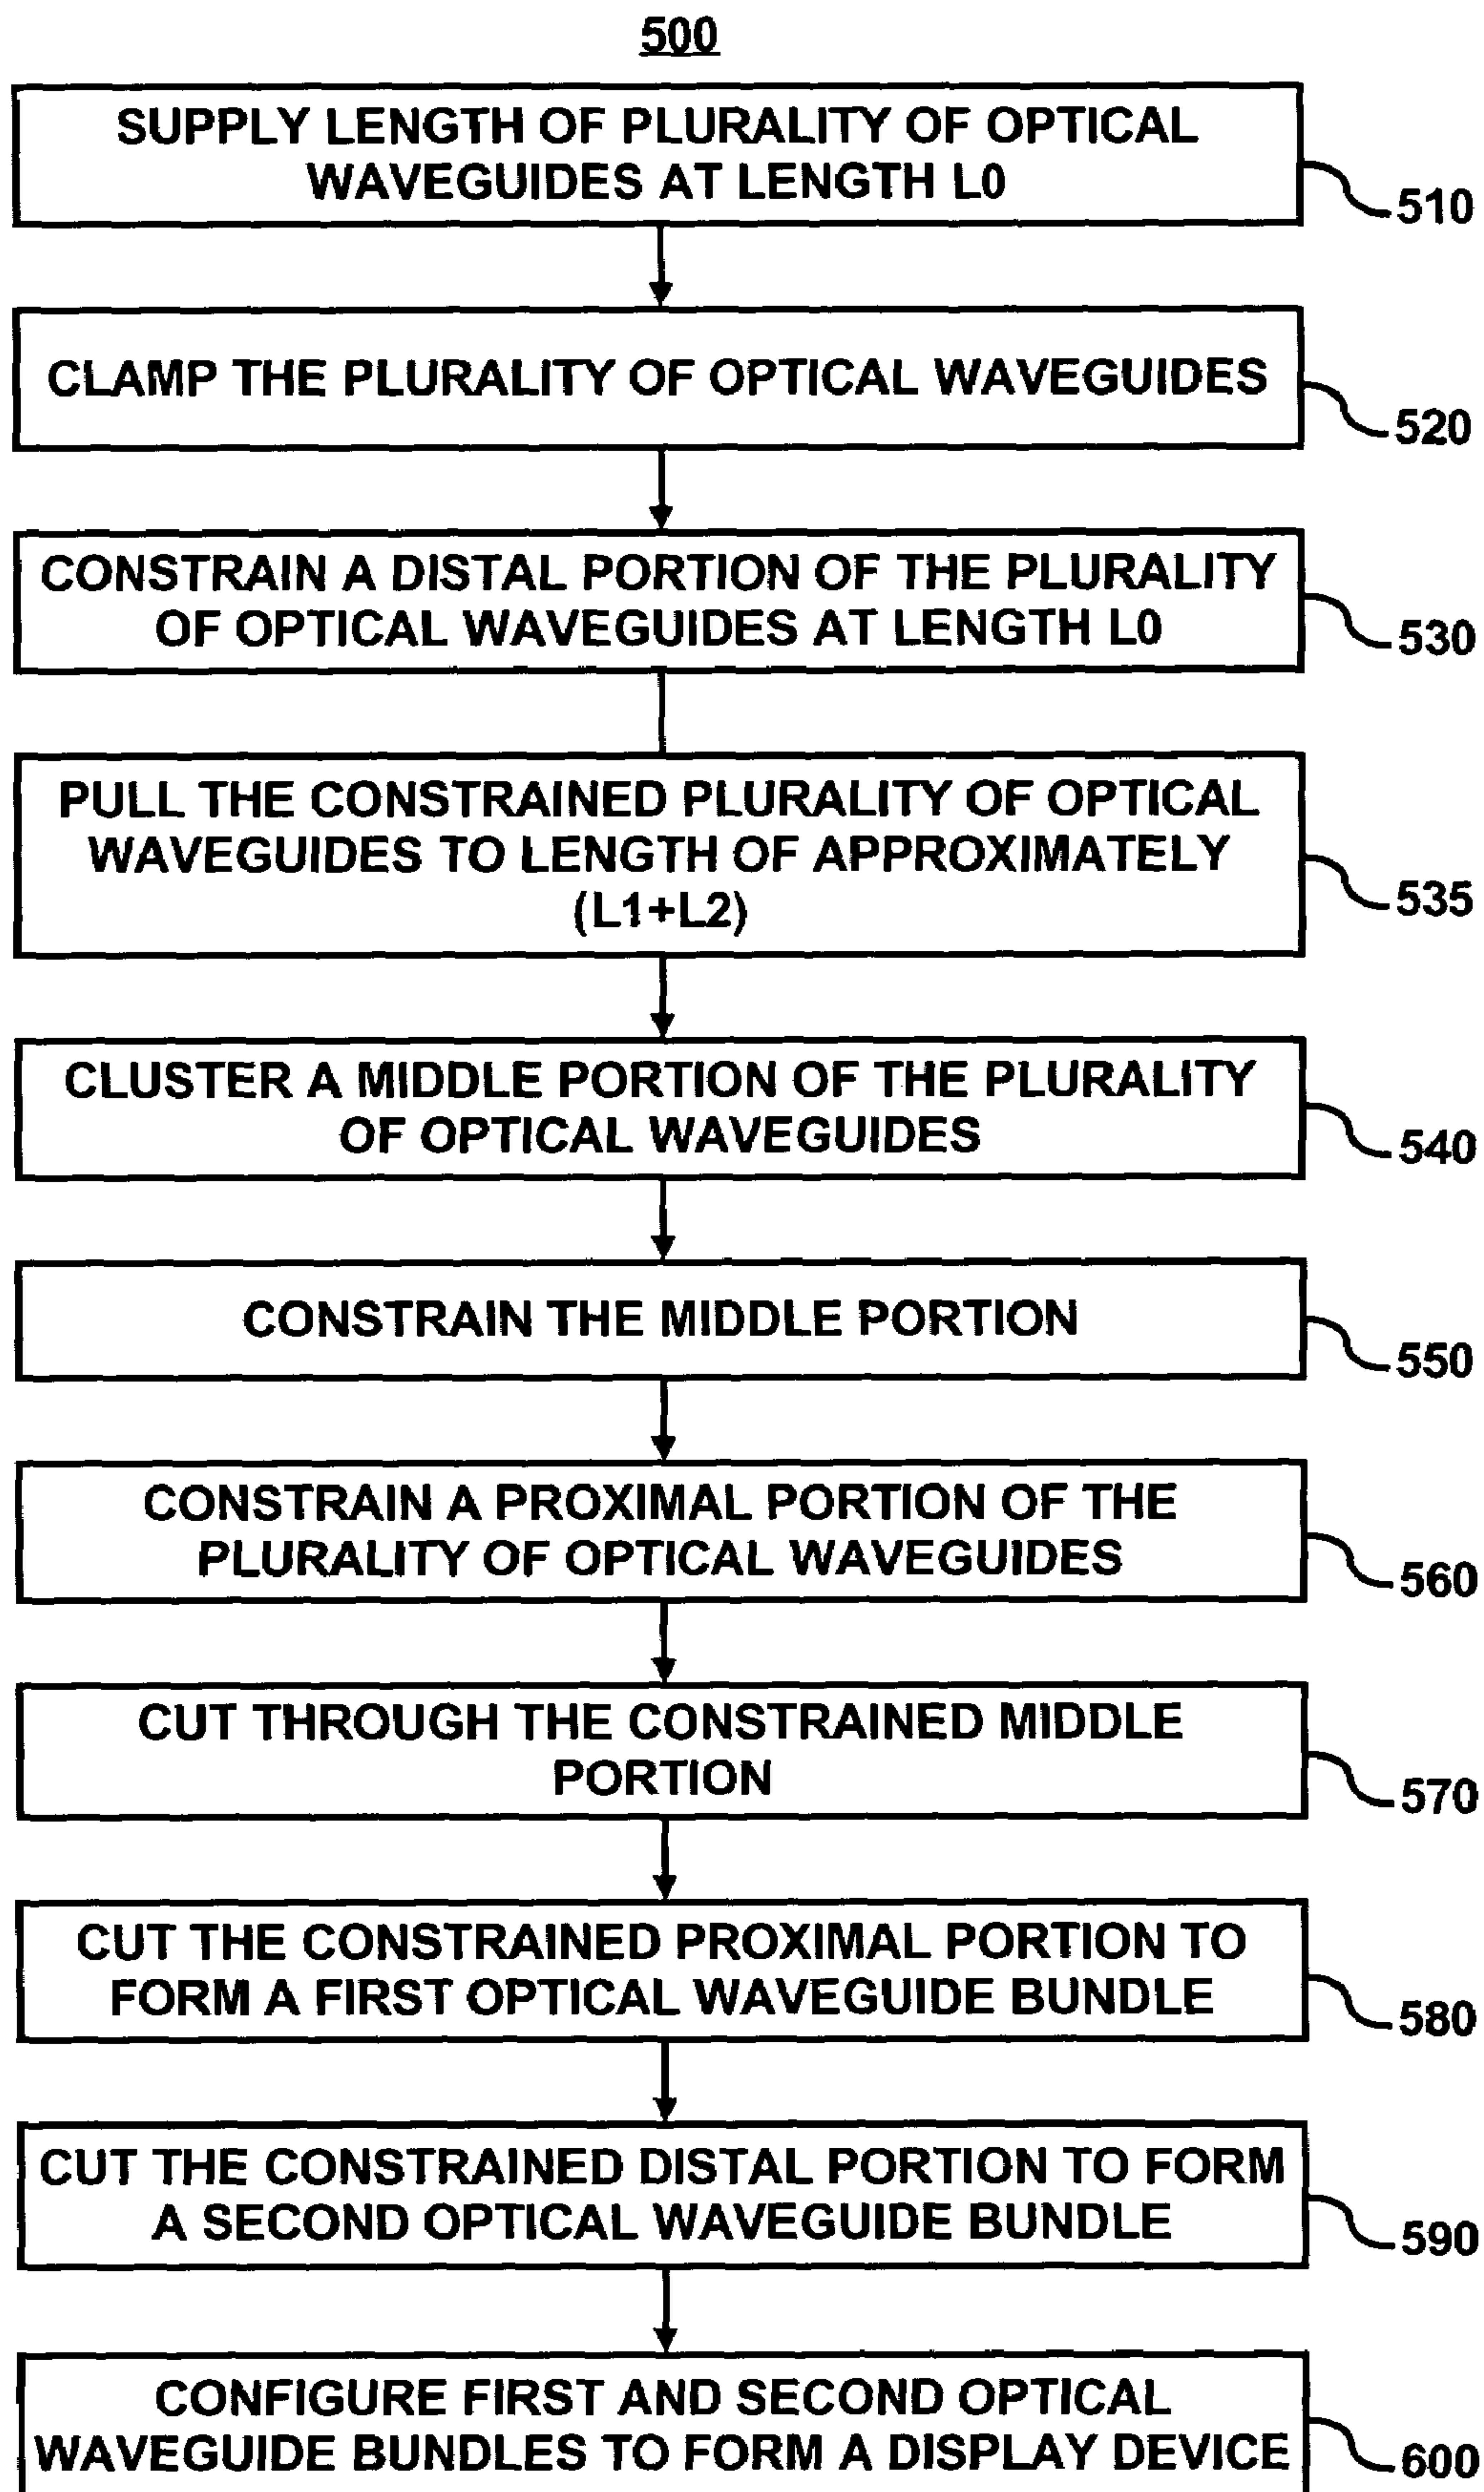 500
SUPPLY LENGTH OF PLURALITY OF OPTICAL
WAVEGUIDES AT LENGTH L0
510
CLAMP THE PLURALITY OF OPTICAL WAVEGUIDES
520
CONSTRAIN A DISTAL PORTION OF THE PLURALITY
OF OPTICAL WAVEGUIDES AT LENGTH L0
530
PULL THE CONSTRAINED PLURALITY OF OPTICAL
WAVEGUIDES TO LENGTH OF APPROXIMATELY
(L1+L2)
535
CLUSTER A MIDDLE PORTION OF THE PLURALITY
OF OPTICAL WAVEGUIDES
540
CONSTRAIN THE MIDDLE PORTION
550
CONSTRAIN A PROXIMAL PORTION OF THE
PLURALITY OF OPTICAL WAVEGUIDES
560
CUT THROUGH THE CONSTRAINED MIDDLE
PORTION
570
CUT THE CONSTRAINED PROXIMAL PORTION TO
FORM A FIRST OPTICAL WAVEGUIDE BUNDLE
580
CUT THE CONSTRAINED DISTAL PORTION TO FORM
A SECOND OPTICAL WAVEGUIDE BUNDLE
590
CONFIGURE FIRST AND SECOND OPTICAL
WAVEGUIDE BUNDLES TO FORM A DISPLAY DEVICE
600